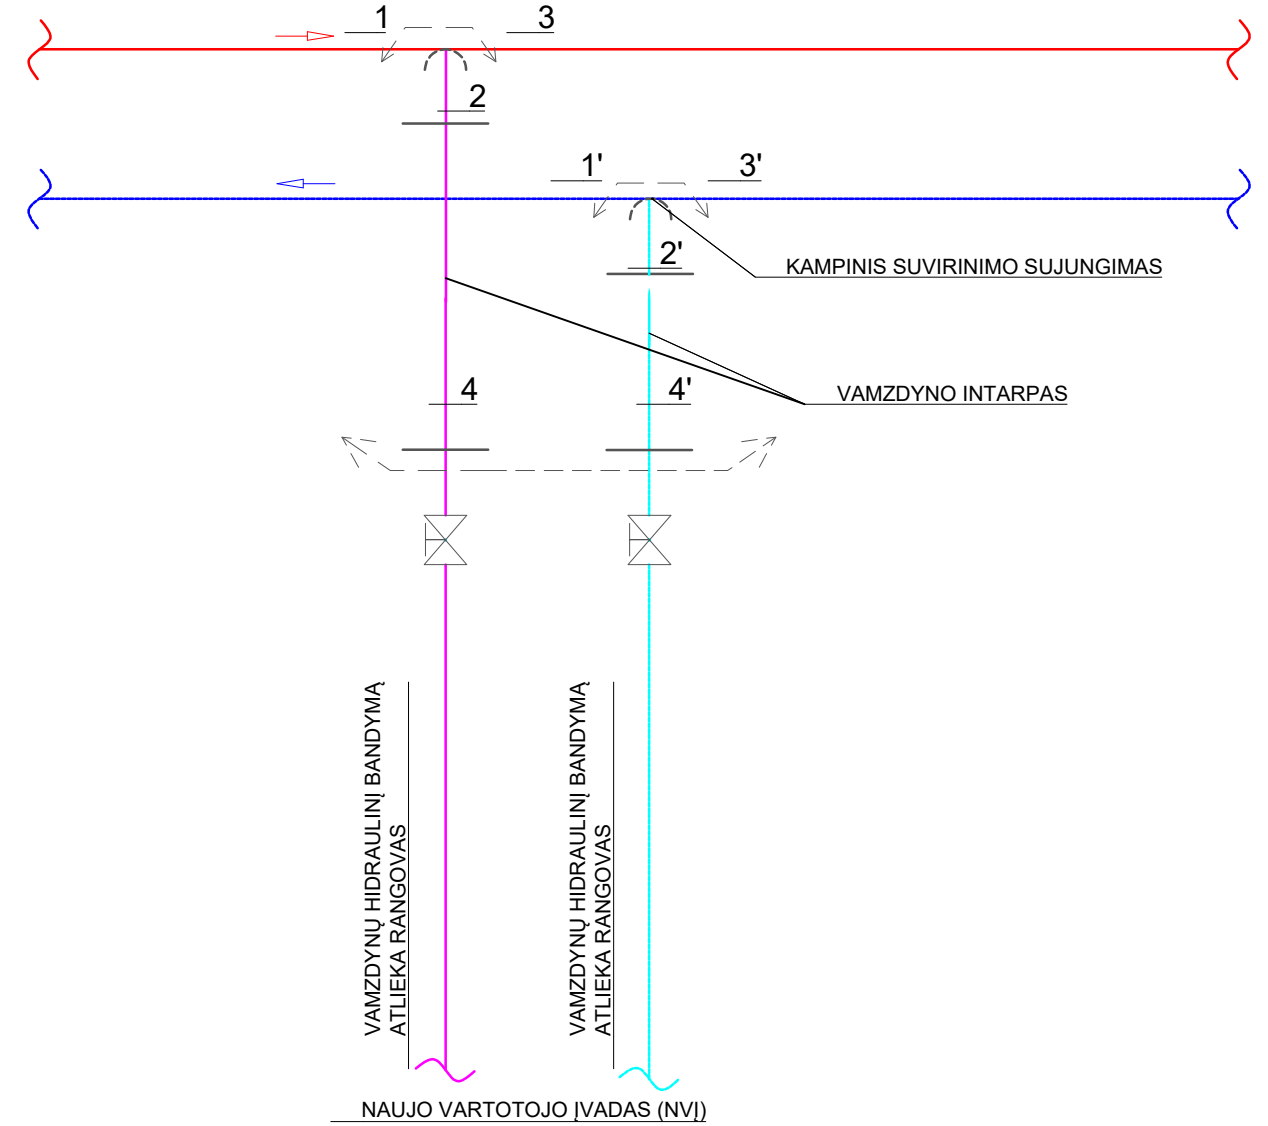 1
3
2
1'
3'
2'
KAMPINIS SUVIRINIMO SUJUNGIMAS
4
4'
VAMZDYNO INTARPAS
VAMZDYNŲ HIDRAULINĮ BANDYMĄ
ATLIEKA RANGOVAS
VAMZDYNŲ HIDRAULINĮ BANDYMĄ
ATLIEKA RANGOVAS
NAUJO VARTOTOJO ĮVADAS (NVĮ)